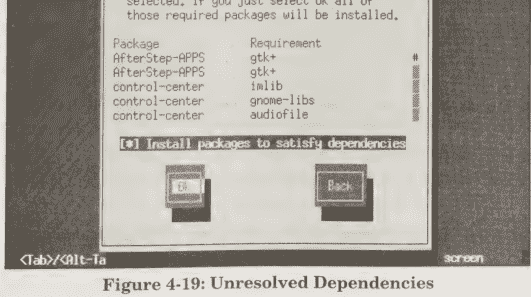 selected. If you just select ok all of
those required packages will be installed.
Package Requirement
AfterStep-APPS gtk+ #
AfterStep-APPS gtk+
control-center imlib
control-center gnome-libs
control-center audiofile
[*] Install packages to satisfy dependencies
Ok Back
<Tab>/<Alt-Ta screen
Figure 4-19: Unresolved Dependencies